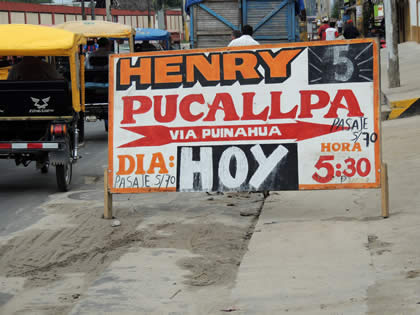 HENRY 5
PUCALLPA
VIA PUINAHUA
PASAJE
S/70
DIA: HOY HORA
PASAJE S/70
5:30